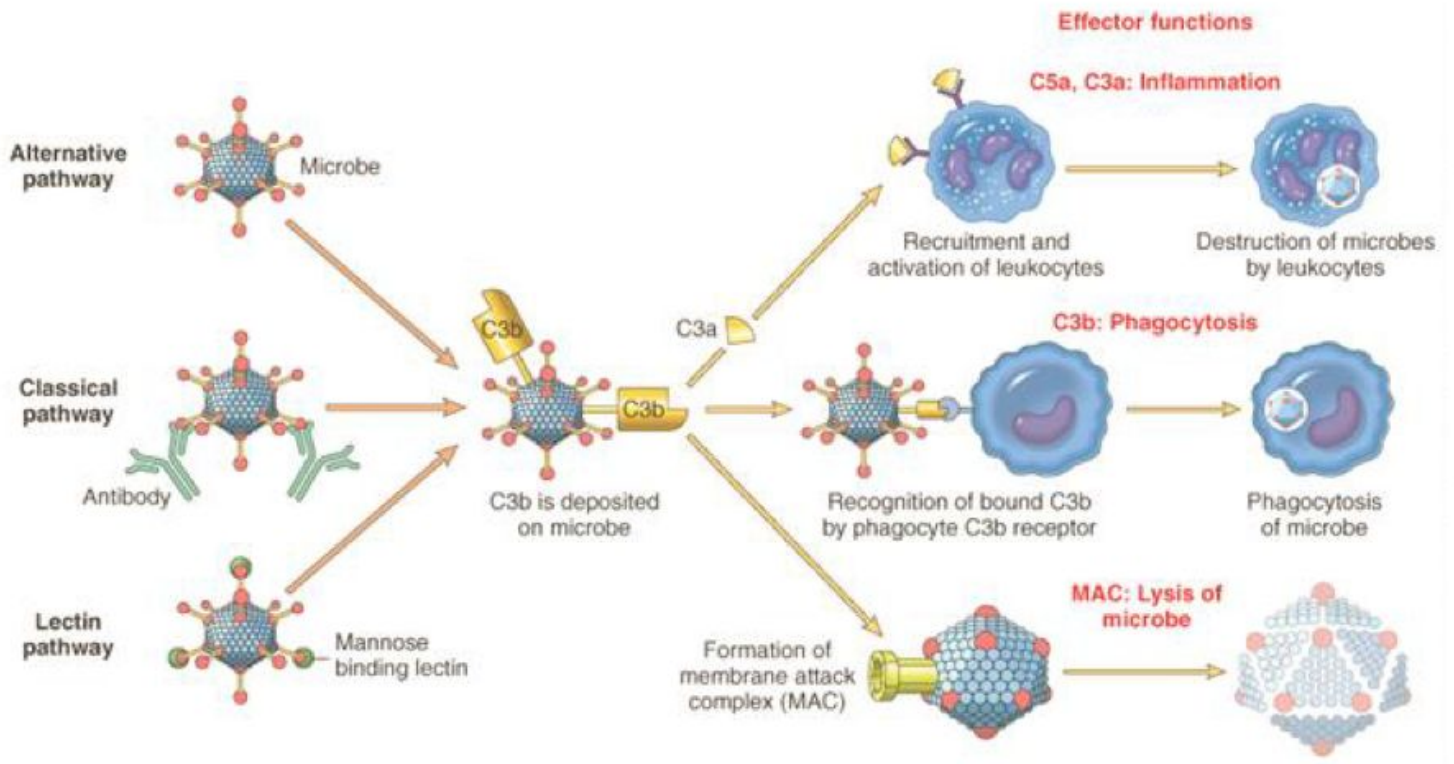 Effector functions
C5a, C3a: Inflammation
Alternative
pathway
Microbe
Recruitment and
activation of leukocytes
Destruction of microbes
by leukocytes
C3b
C3a
C3b: Phagocytosis
Classical
pathway
C3b
Antibody
C3b is deposited
on microbe
Recognition of bound C3b
by phagocyte C3b receptor
Phagocytosis
of microbe
MAC: Lysis of
microbe
Lectin
pathway
Mannose
binding lectin
Formation of
membrane attack
complex (MAC)